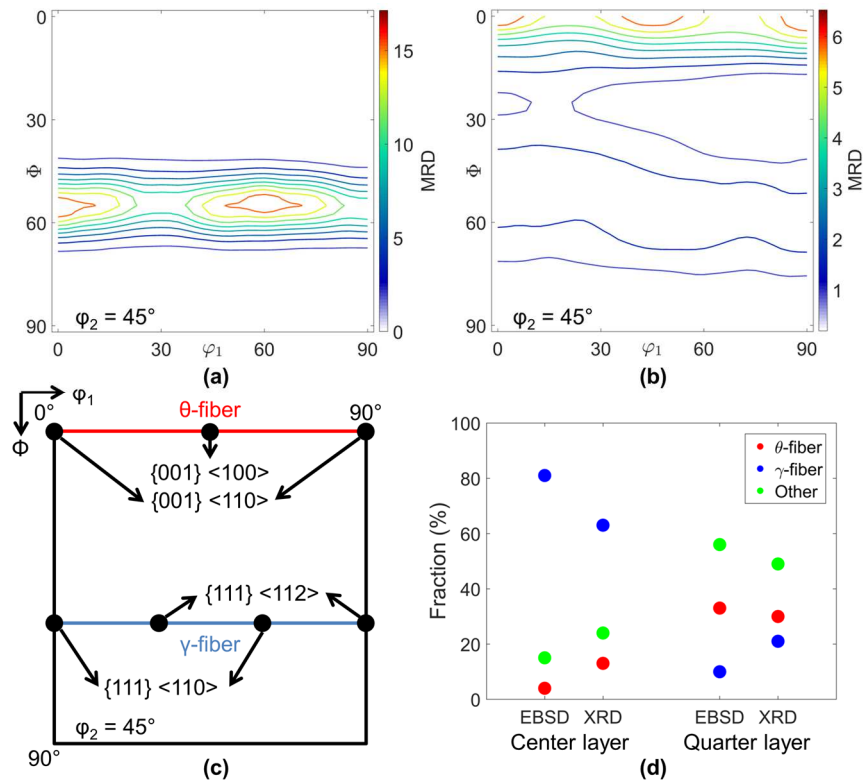 0
30
60
90
Φ
0
30
60
90
φ1
φ2 = 45°
15
10
5
0
MRD
(a)
0
30
60
90
Φ
0
30
60
90
φ1
φ2 = 45°
6
5
4
3
2
1
MRD
(b)
φ1
0°
θ-fiber
90°
Φ
{001} <100>
{001} <110>
{111} <112>
γ-fiber
{111} <110>
φ2 = 45°
90°
(c)
100
80
60
40
20
0
Fraction (%)
θ-fiber
γ-fiber
Other
EBSD XRD EBSD XRD
Center layer Quarter layer
(d)